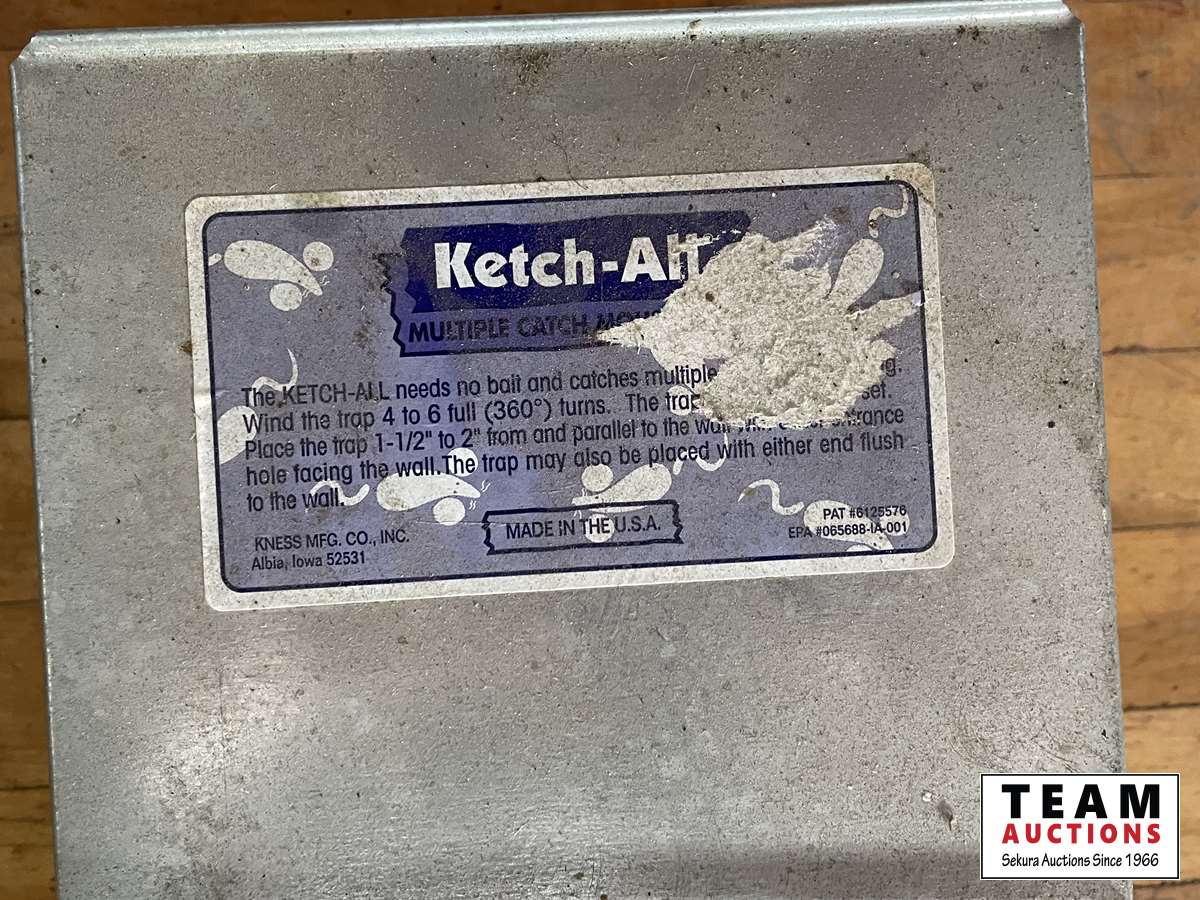 Ketch-All
MULTIPLE CATCH
The KETCH-ALL needs no bait and catches multiple
Wind the trap 4 to 6 full (360°) turns. The trap set.
Place the trap 1-1/2" to 2" from and parallel to the wall entrance
hole facing the wall. The trap may also be placed with either end flush
to the wall.
MADE IN THE U.S.A.
PAT #6125576
EPA #065688-IA-001
KNESS MFG. CO., INC.
Albia, Iowa 52531
TEAM
AUCTIONS
Sekura Auctions Since 1966